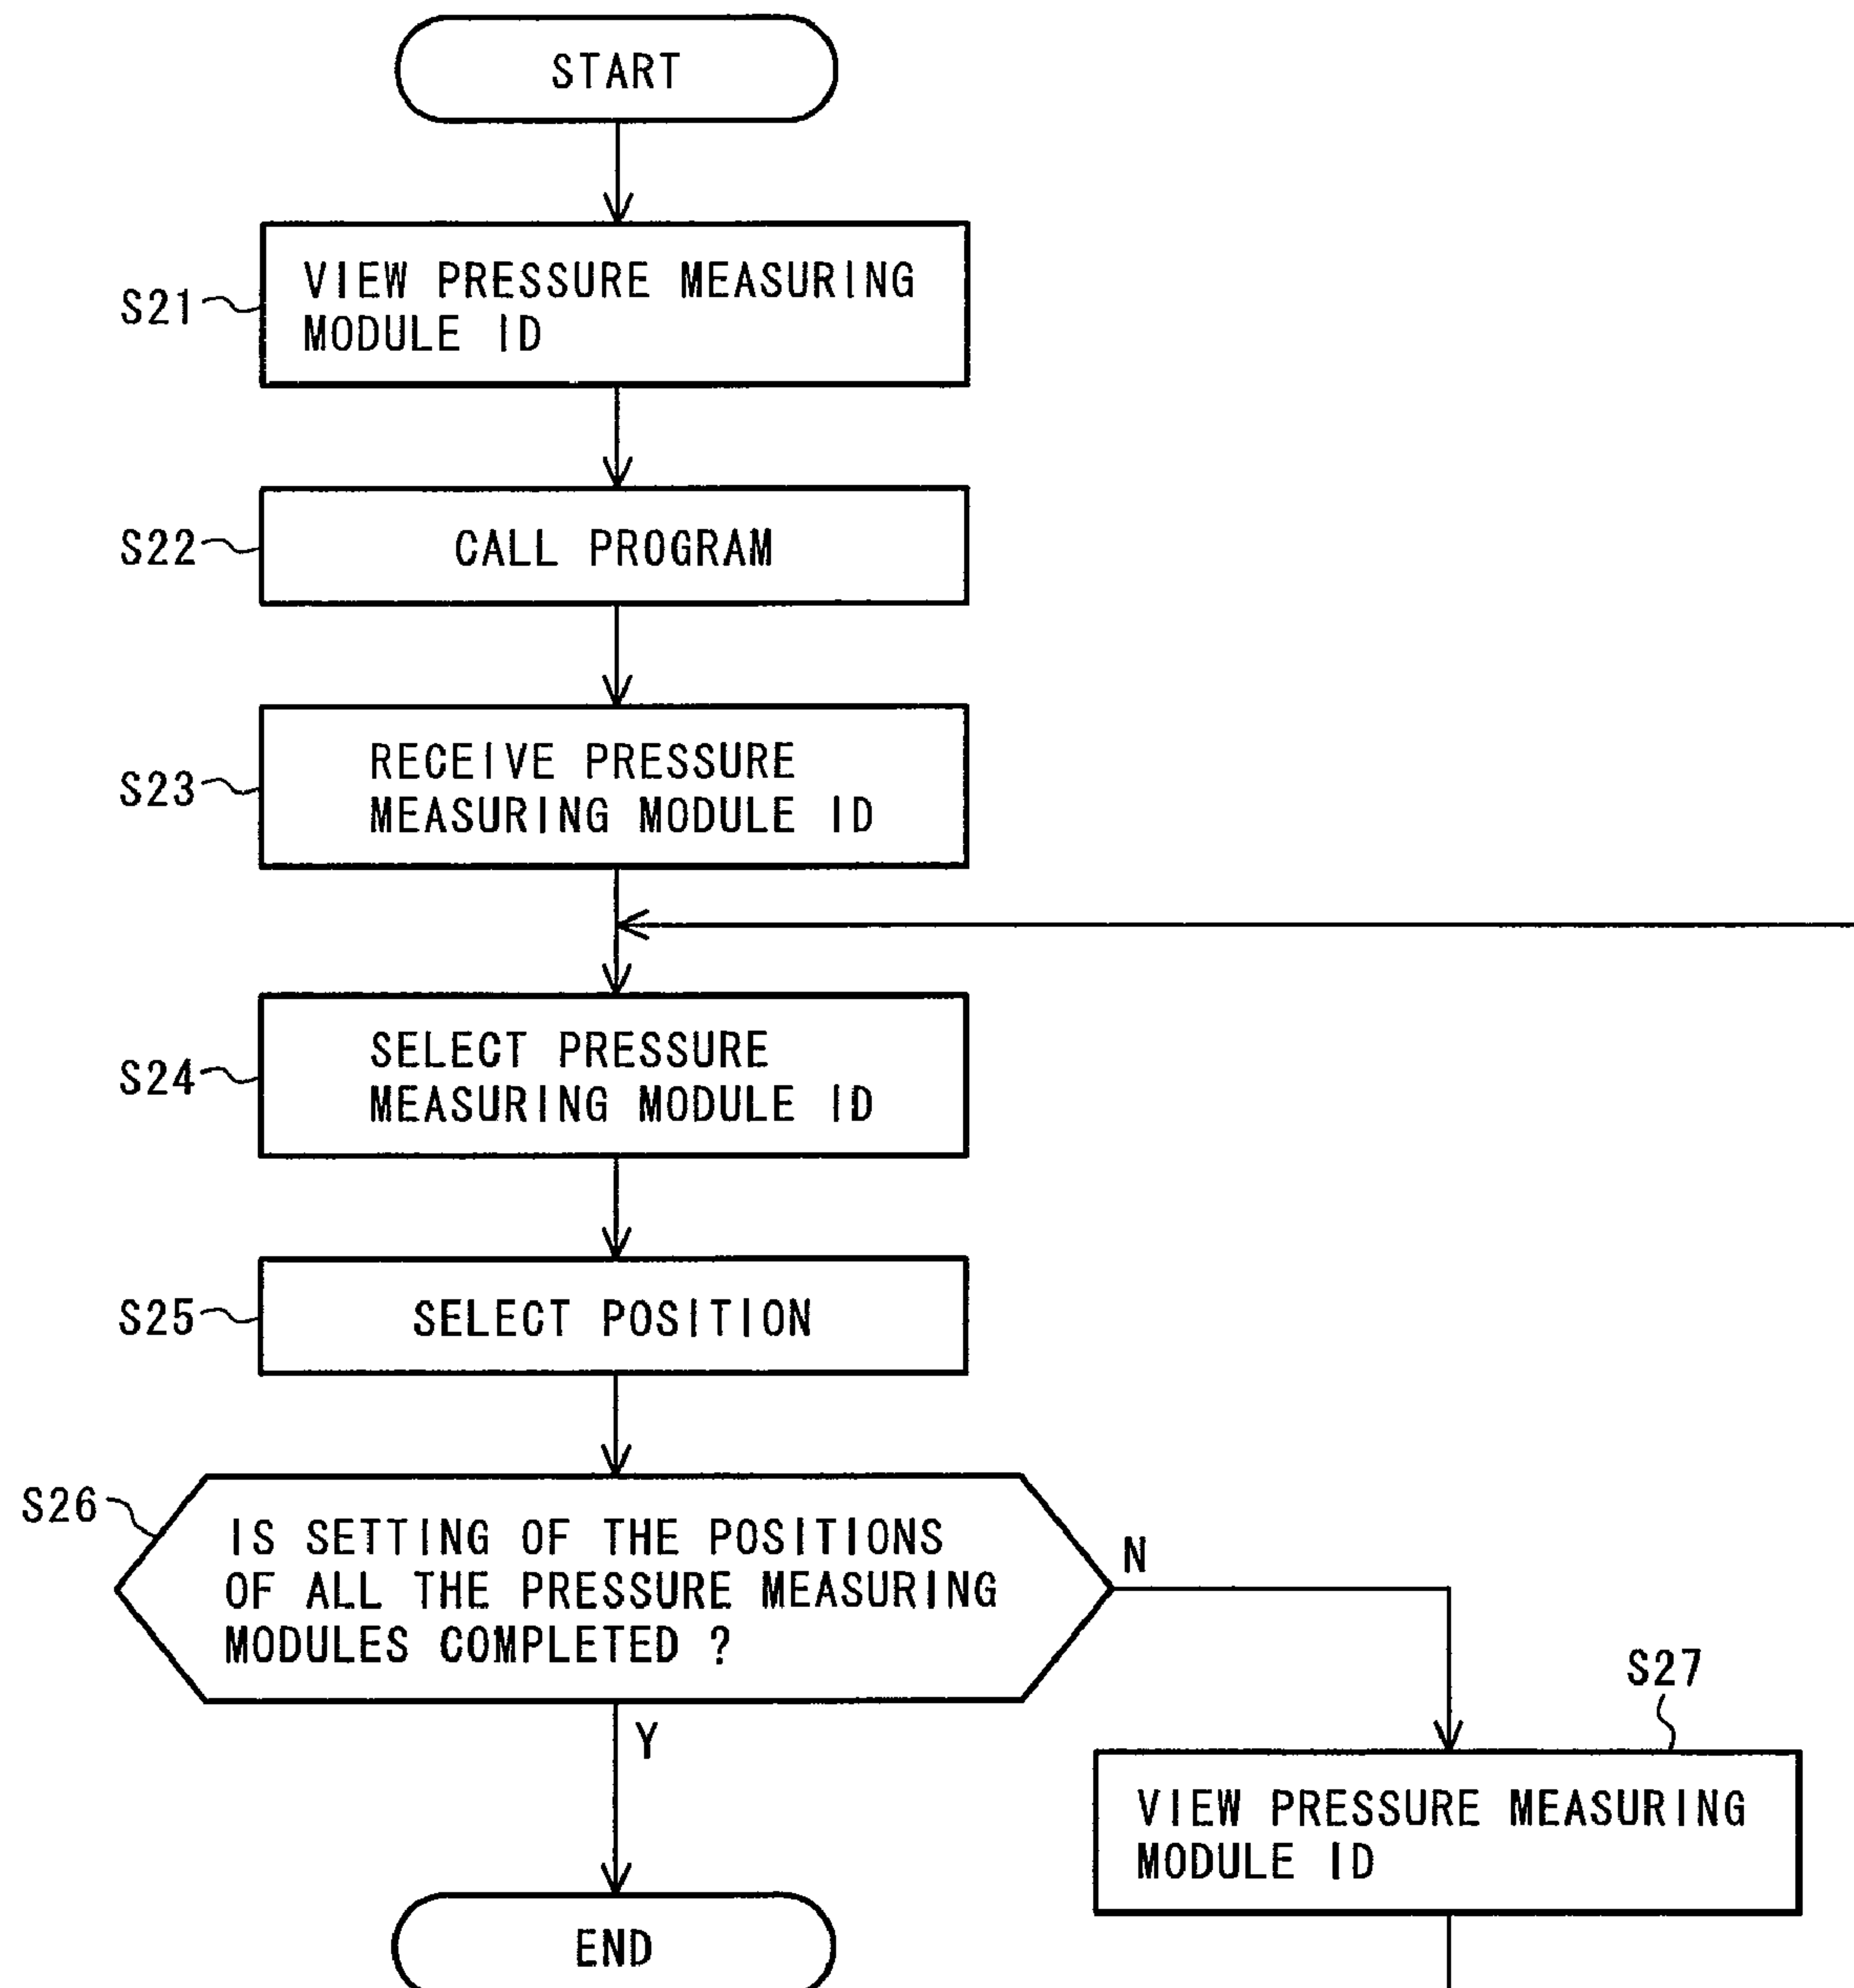 START
S21
VIEW PRESSURE MEASURING
MODULE ID
S22
CALL PROGRAM
S23
RECEIVE PRESSURE
MEASURING MODULE ID
S24
SELECT PRESSURE
MEASURING MODULE ID
S25
SELECT POSITION
S26
IS SETTING OF THE POSITIONS
OF ALL THE PRESSURE MEASURING
MODULES COMPLETED ?
N
Y
S27
VIEW PRESSURE MEASURING
MODULE ID
END